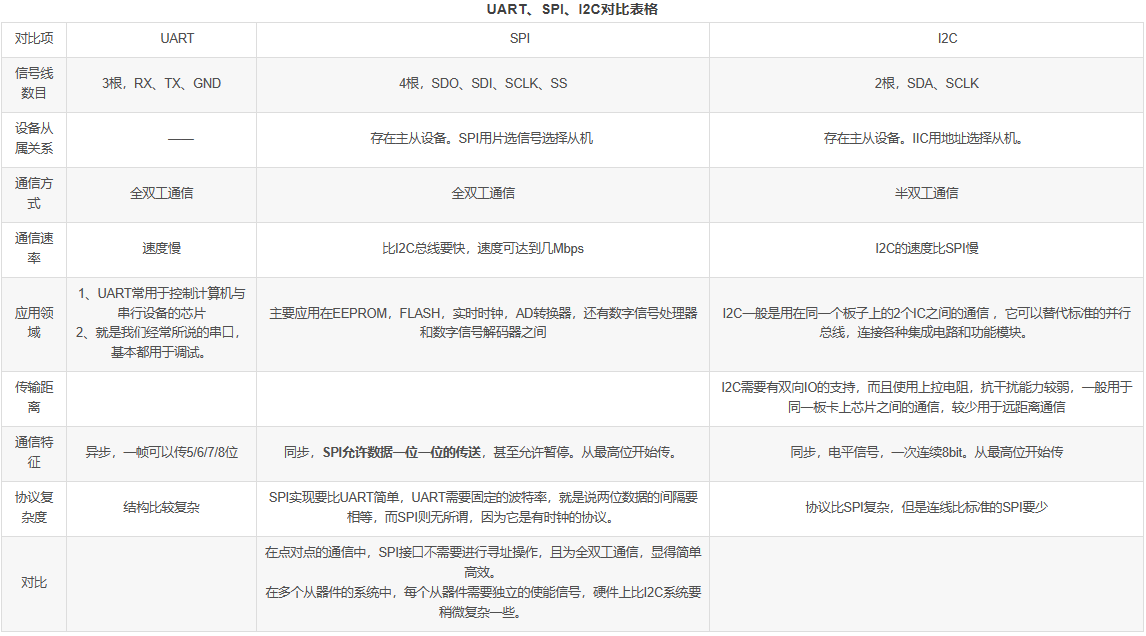 UART、SPI、I2C对比表格
对比项
UART
SPI
I2C
信号线
数目
3根，RX、TX、GND
4根，SDO、SDI、SCLK、SS
2根，SDA、SCLK
设备从
属关系
——
存在主从设备。SPI用片选信号选择从机
存在主从设备。IIC用地址选择从机。
通信方
式
全双工通信
全双工通信
半双工通信
通信速
率
速度慢
比I2C总线要快，速度可达到几Mbps
I2C的速度比SPI慢
应用领
域
1、UART常用于控制计算机与
串行设备的芯片
2、就是我们经常所说的串口，
基本都用于调试。
主要应用在EEPROM，FLASH，实时时钟，AD转换器，还有数字信号处理器
和数字信号解码器之间
I2C一般是用在同一个板子上的2个IC之间的通信 ，它可以替代标准的并行
总线，连接各种集成电路和功能模块。
传输距
离
I2C需要有双向IO的支持，而且使用上拉电阻，抗干扰能力较弱，一般用于
同一板卡上芯片之间的通信，较少用于远距离通信
通信特
征
异步，一帧可以传5/6/7/8位
同步，SPI允许数据一位一位的传送，甚至允许暂停。从最高位开始传。
同步，电平信号，一次连续8bit。从最高位开始传
协议复
杂度
结构比较复杂
SPI实现要比UART简单，UART需要固定的波特率，就是说两位数据的间隔要
相等，而SPI则无所谓，因为它是有时钟的协议。
协议比SPI复杂，但是连线比标准的SPI要少
对比
在点对点的通信中，SPI接口不需要进行寻址操作，且为全双工通信，显得简单
高效。
在多个从器件的系统中，每个从器件需要独立的使能信号，硬件上比I2C系统要
稍微复杂一些。